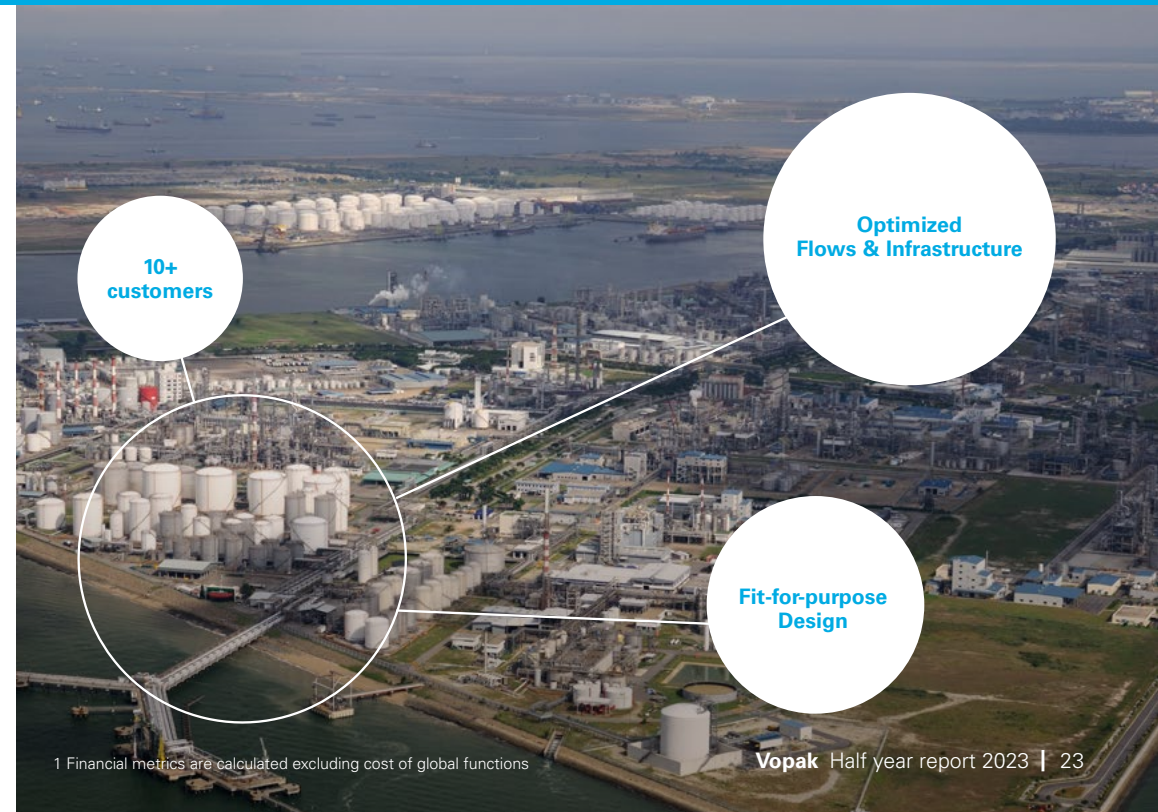 10+
customers
Optimized
Flows & Infrastructure
Fit-for-purpose
Design
1 Financial metrics are calculated excluding cost of global functions
Vopak Half year report 2023 | 23